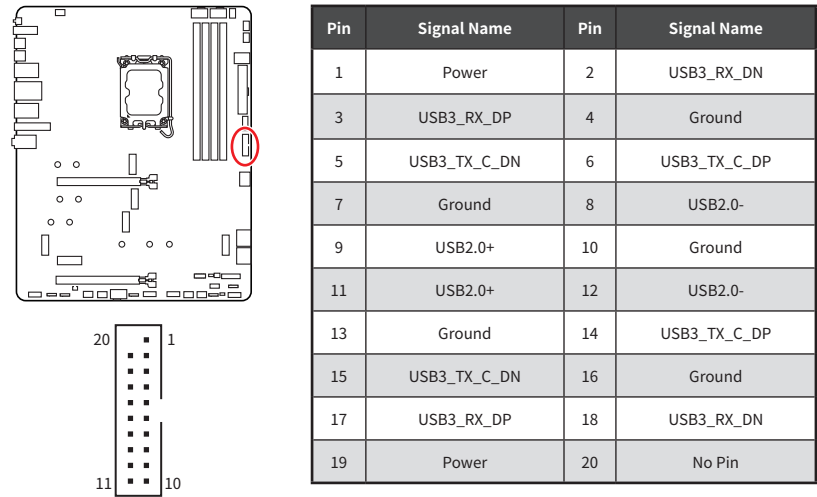 Pin Signal Name Pin Signal Name
1 Power 2 USB3_RX_DN
3 USB3_RX_DP 4 Ground
5 USB3_TX_C_DN 6 USB3_TX_C_DP
7 Ground 8 USB2.0-
9 USB2.0+ 10 Ground
11 USB2.0+ 12 USB2.0-
13 Ground 14 USB3_TX_C_DP
15 USB3_TX_C_DN 16 Ground
17 USB3_RX_DP 18 USB3_RX_DN
19 Power 20 No Pin
20 1
11 10